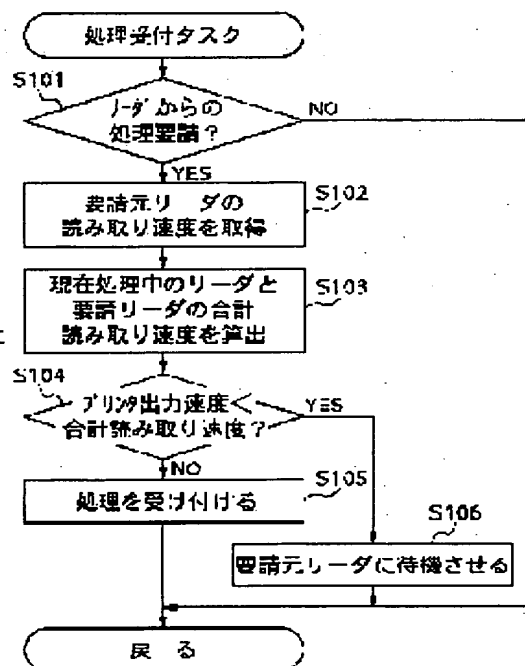 処理受付タスク
S101
リーダからの
処理要請？
NO
YES
S102
要請元リーダの
読み取り速度を取得
S103
現在処理中のリーダと
要請リーダの合計
読み取り速度を算出
S104
プリンタ出力速度＜
合計読み取り速度？
YES
NO
S105
処理を受け付ける
S106
要請元リーダに待機させる
戻る